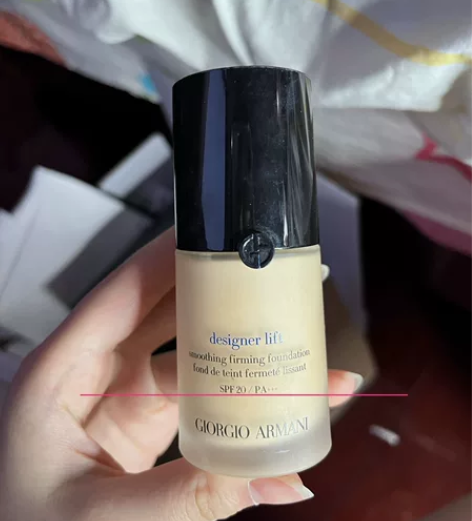 designer lift
smoothing firming foundation
fond de teint fermeté lissant
SPF 20 / PA+++
GIORGIO ARMANI